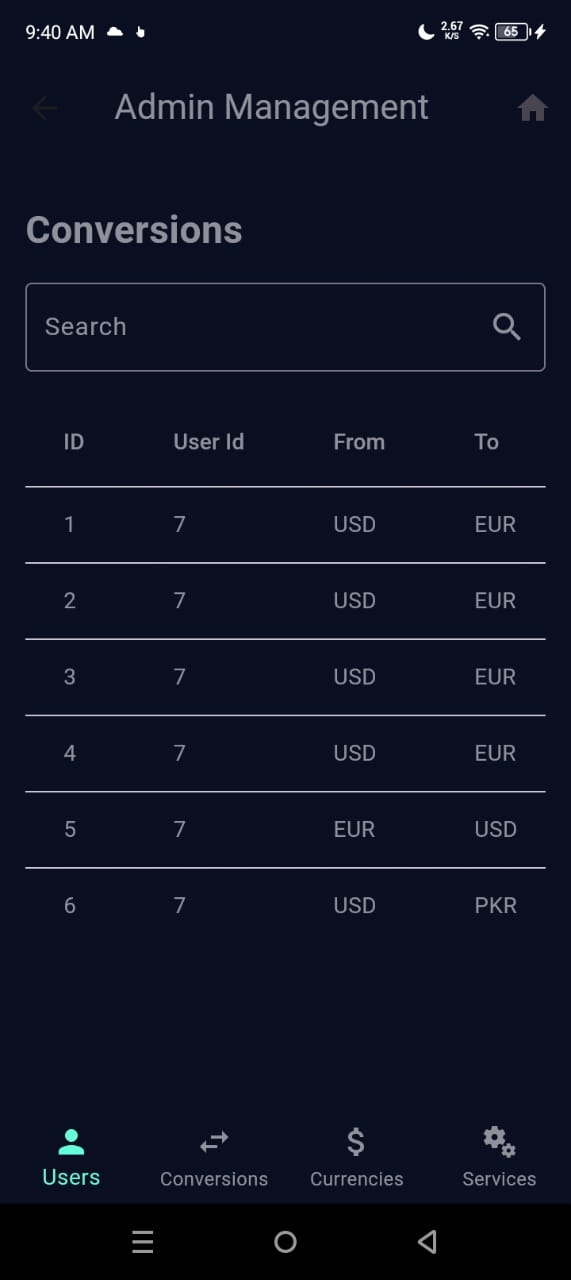 9:40 AM 2.67 K/S 65
Admin Management
Conversions
Search
ID User Id From To
1 7 USD EUR
2 7 USD EUR
3 7 USD EUR
4 7 USD EUR
5 7 EUR USD
6 7 USD PKR
Users Conversions Currencies Services